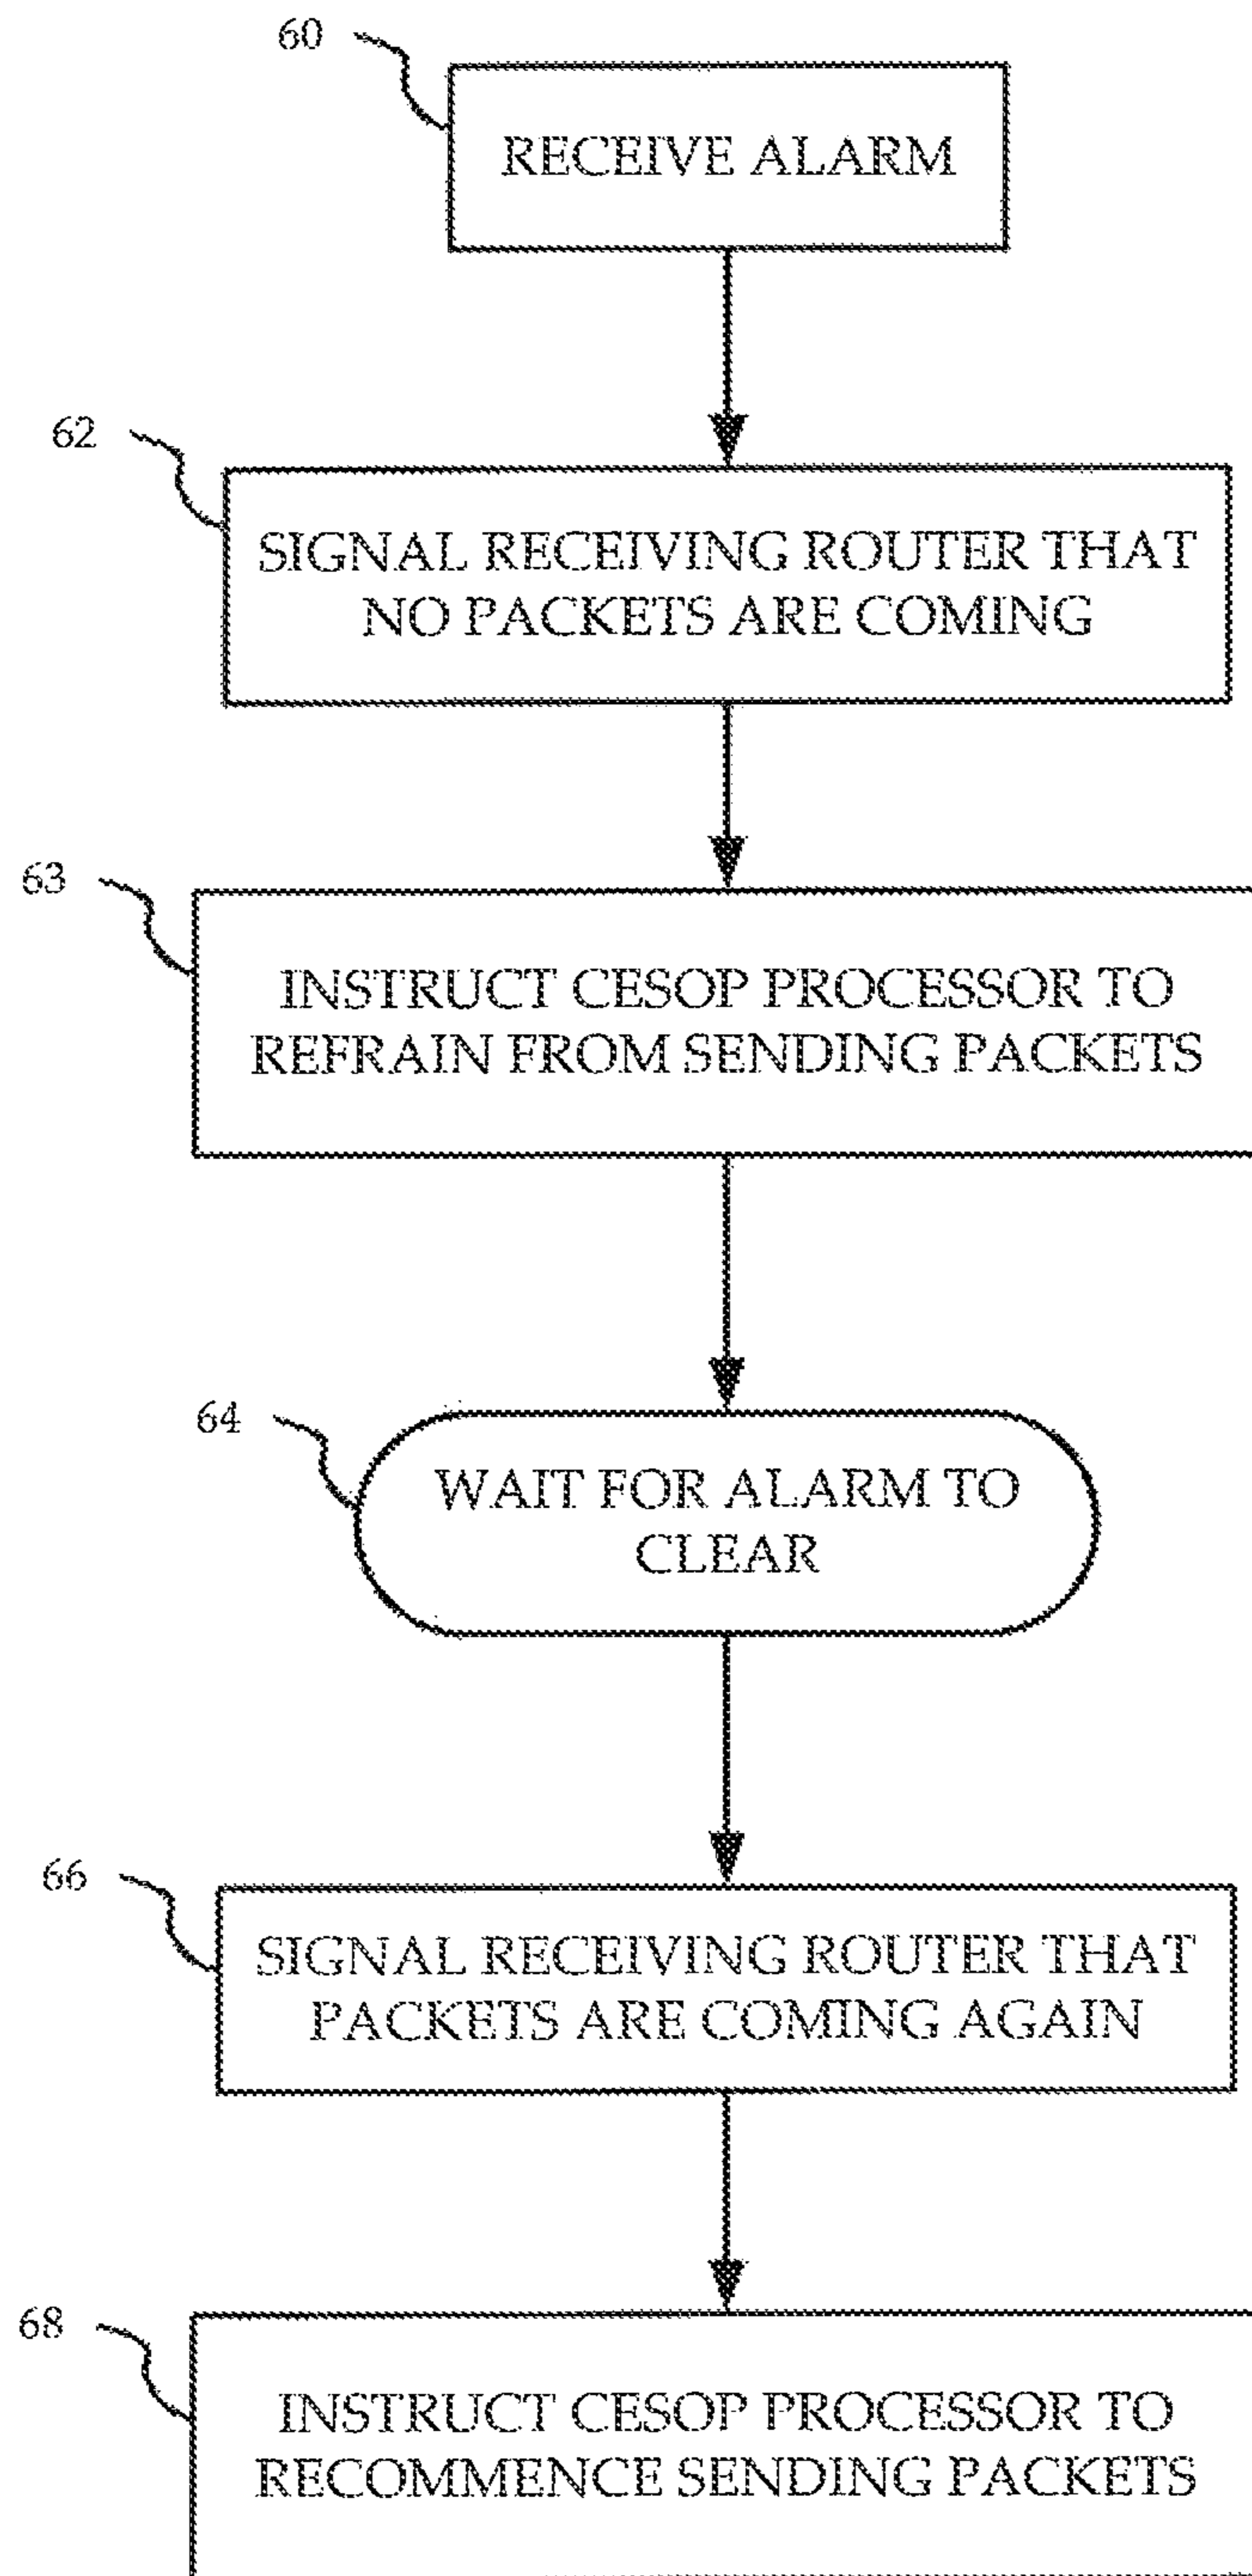 60
RECEIVE ALARM
62
SIGNAL RECEIVING ROUTER THAT
NO PACKETS ARE COMING
63
INSTRUCT CESOP PROCESSOR TO
REFRAIN FROM SENDING PACKETS
64
WAIT FOR ALARM TO
CLEAR
66
SIGNAL RECEIVING ROUTER THAT
PACKETS ARE COMING AGAIN
68
INSTRUCT CESOP PROCESSOR TO
RECOMMENCE SENDING PACKETS